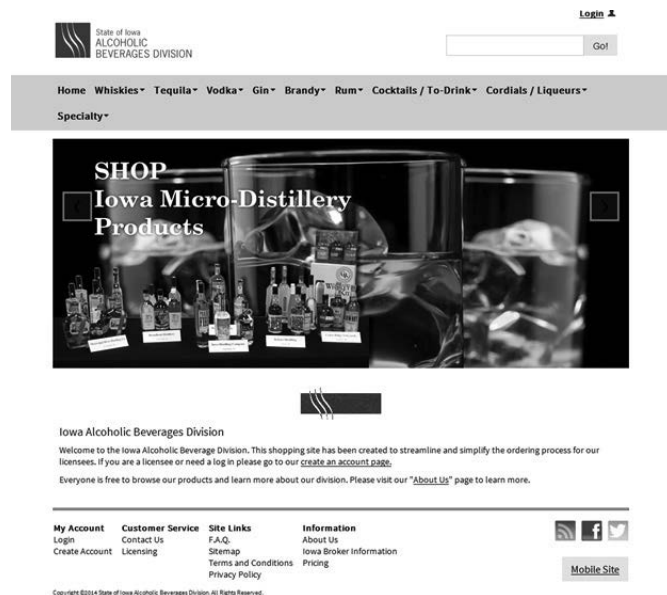 Login
State of Iowa
ALCOHOLIC
BEVERAGES DIVISION
Go!
Home Whiskies Tequila Vodka Gin Brandy Rum Cocktails / To-Drink Cordials / Liqueurs
Specialty
SHOP
Iowa Micro-Distillery
Products
Iowa Alcoholic Beverages Division
Welcome to the Iowa Alcoholic Beverage Division. This shopping site has been created to streamline and simplify the ordering process for our
licensees. If you are a licensee or need a log in please go to our create an account page.
Everyone is free to browse our products and learn more about our division. Please visit our "About Us" page to learn more.
My Account Customer Service Site Links Information
Login Contact Us F.A.Q. About Us
Create Account Licensing Sitemap Iowa Broker Information
Terms and Conditions Pricing
Privacy Policy
Mobile Site
Copyright ©2014 State of Iowa Alcoholic Beverages Division. All Rights Reserved.